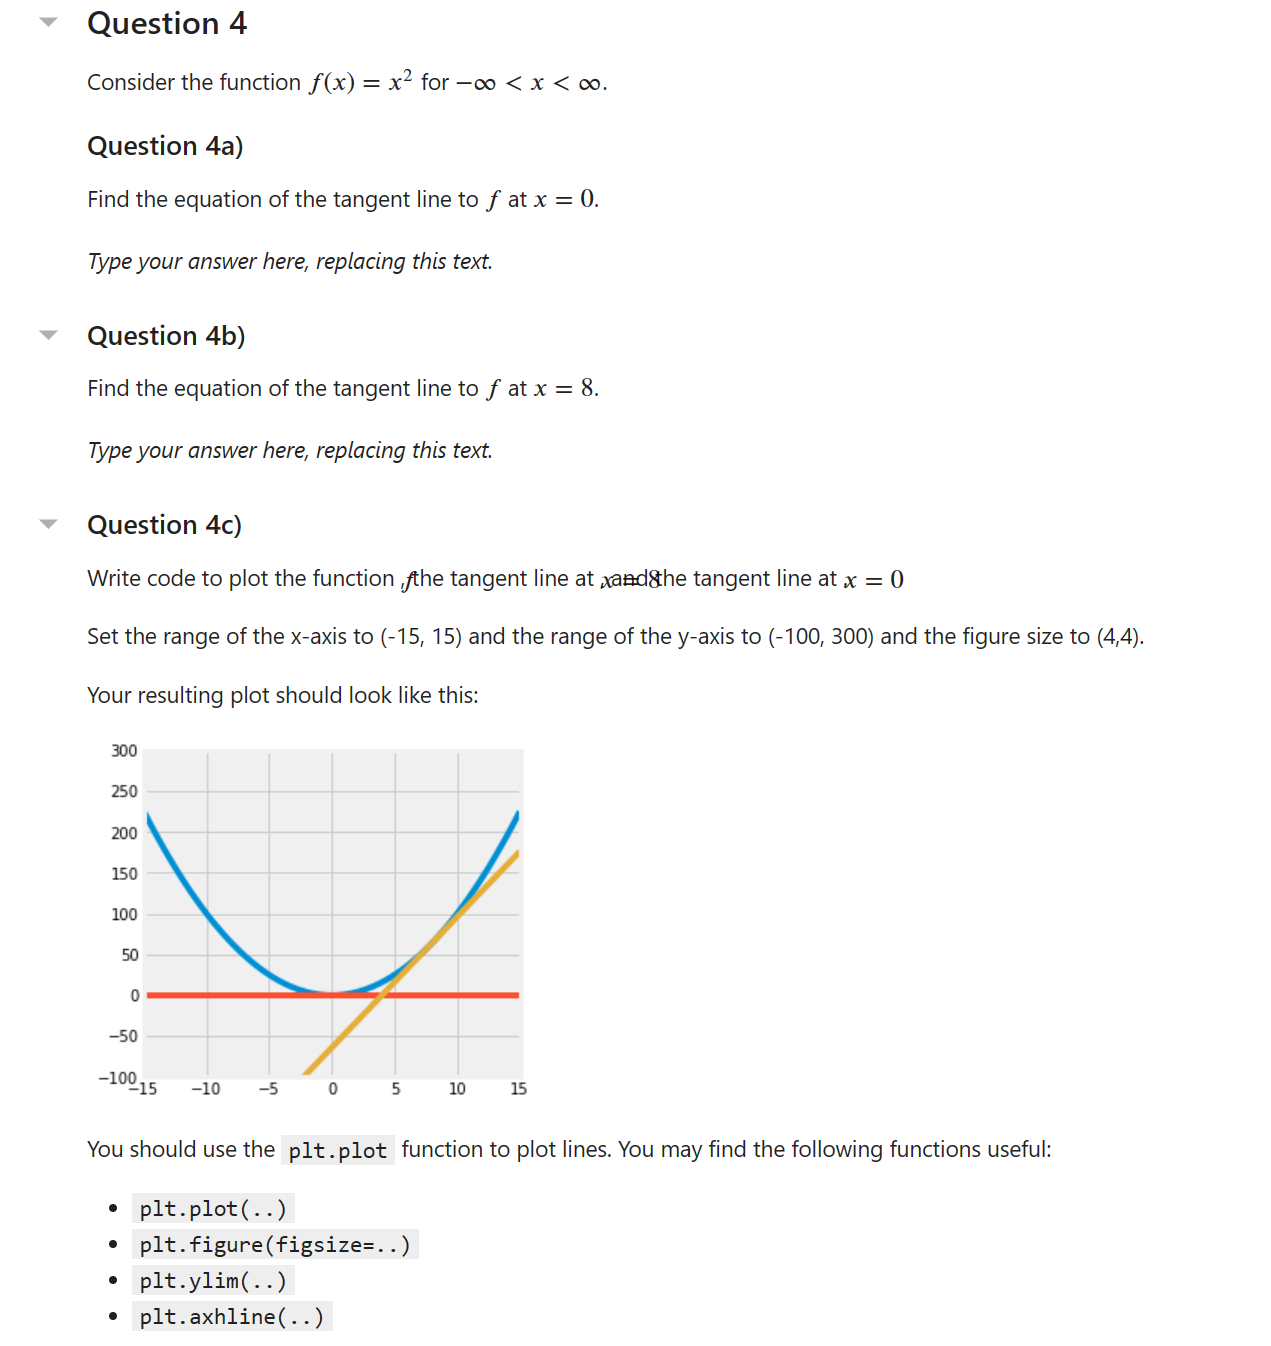 Question 4
Consider the function f(x) = x² for −∞ < x < ∞.
Question 4a)
Find the equation of the tangent line to f at x = 0.
Type your answer here, replacing this text.
Question 4b)
Find the equation of the tangent line to f at x = 8.
Type your answer here, replacing this text.
Question 4c)
Write code to plot the function f, the tangent line at x = 8, and the tangent line at x = 0
Set the range of the x-axis to (-15, 15) and the range of the y-axis to (-100, 300) and the figure size to (4,4).
Your resulting plot should look like this:
300
250
200
150
100
50
0
−50
−100
−15 −10 −5 0 5 10 15
You should use the plt.plot function to plot lines. You may find the following functions useful:
• plt.plot(..)
• plt.figure(figsize=..)
• plt.ylim(..)
• plt.axhline(..)